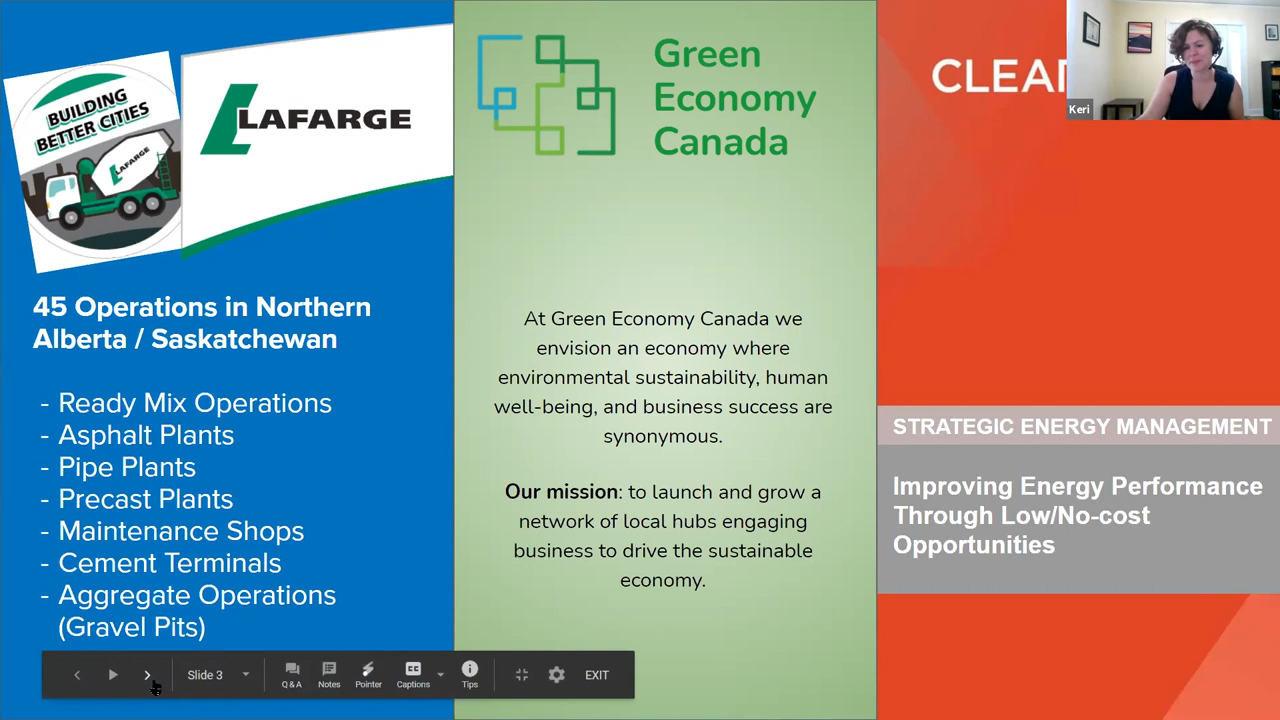 BUILDING
BETTER CITIES
LAFARGE
LAFARGE
45 Operations in Northern
Alberta / Saskatchewan
- Ready Mix Operations
- Asphalt Plants
- Pipe Plants
- Precast Plants
- Maintenance Shops
- Cement Terminals
- Aggregate Operations
(Gravel Pits)
Green
Economy
Canada
At Green Economy Canada we
envision an economy where
environmental sustainability, human
well-being, and business success are
synonymous.
Our mission: to launch and grow a
network of local hubs engaging
business to drive the sustainable
economy.
CLEA
Keri
STRATEGIC ENERGY MANAGEMENT
Improving Energy Performance
Through Low/No-cost
Opportunities
Slide 3
Q & A
Notes
Pointer
CC
Captions
Tips
EXIT